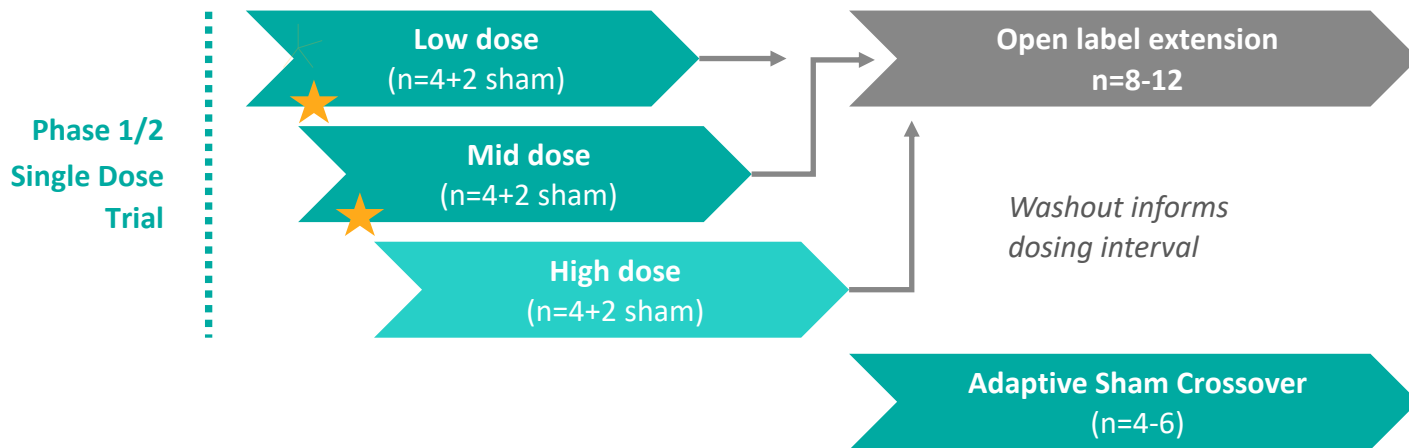 Phase 1/2
Single Dose
Trial
Low dose
(n=4+2 sham)
Mid dose
(n=4+2 sham)
High dose
(n=4+2 sham)
Open label extension
n=8-12
Washout informs
dosing interval
Adaptive Sham Crossover
(n=4-6)